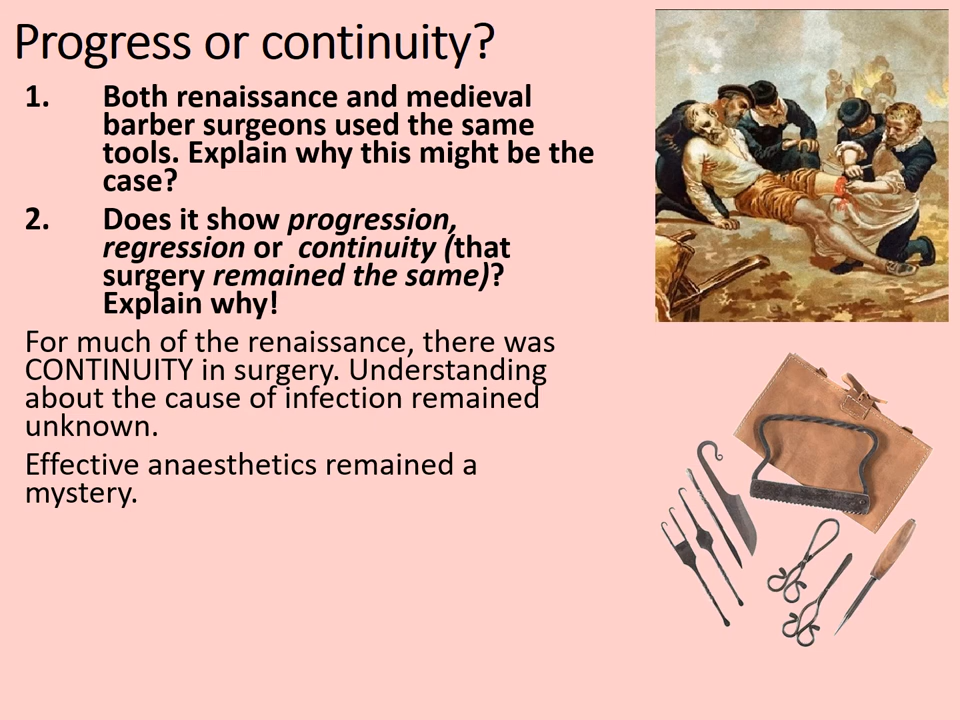 Progress or continuity?
1. Both renaissance and medieval
barber surgeons used the same
tools. Explain why this might be the
case?
2. Does it show progression,
regression or continuity (that
surgery remained the same)?
Explain why!
For much of the renaissance, there was
CONTINUITY in surgery. Understanding
about the cause of infection remained
unknown.
Effective anaesthetics remained a
mystery.